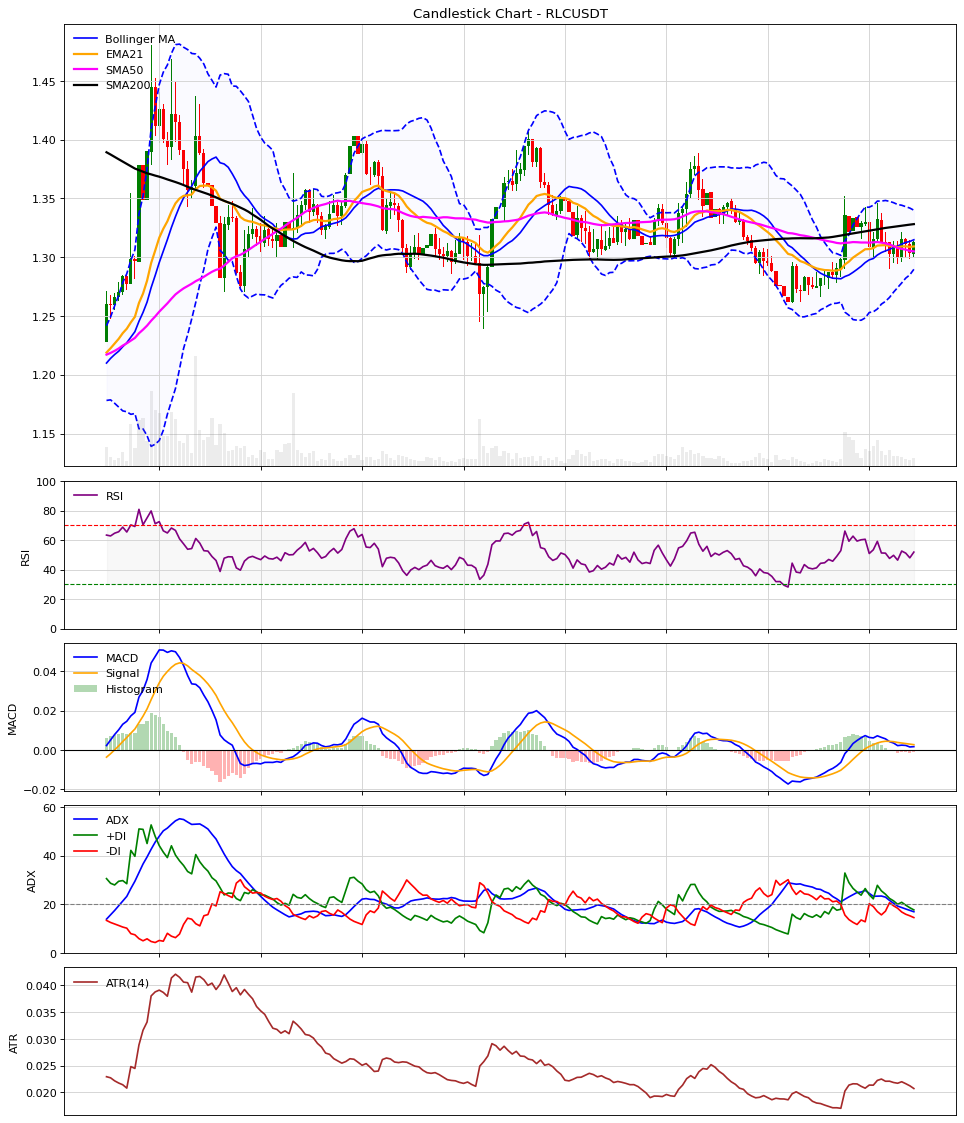 Candlestick Chart - RLCUSDT
Bollinger MA
EMA21
SMA50
SMA200
1.45
1.40
1.35
1.30
1.25
1.20
1.15
RSI
100
80
60
40
20
0
RSI
MACD
Signal
Histogram
0.04
0.02
0.00
−0.02
MACD
ADX
+DI
-DI
60
40
20
0
ADX
ATR(14)
0.040
0.035
0.030
0.025
0.020
ATR